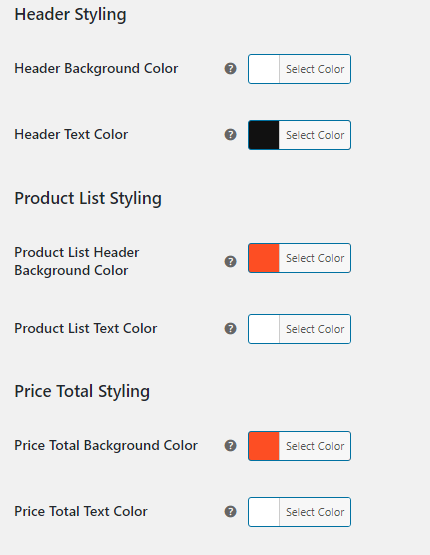 Header Styling
Header Background Color ? Select Color
Header Text Color ? Select Color
Product List Styling
Product List Header
Background Color ? Select Color
Product List Text Color ? Select Color
Price Total Styling
Price Total Background Color ? Select Color
Price Total Text Color ? Select Color